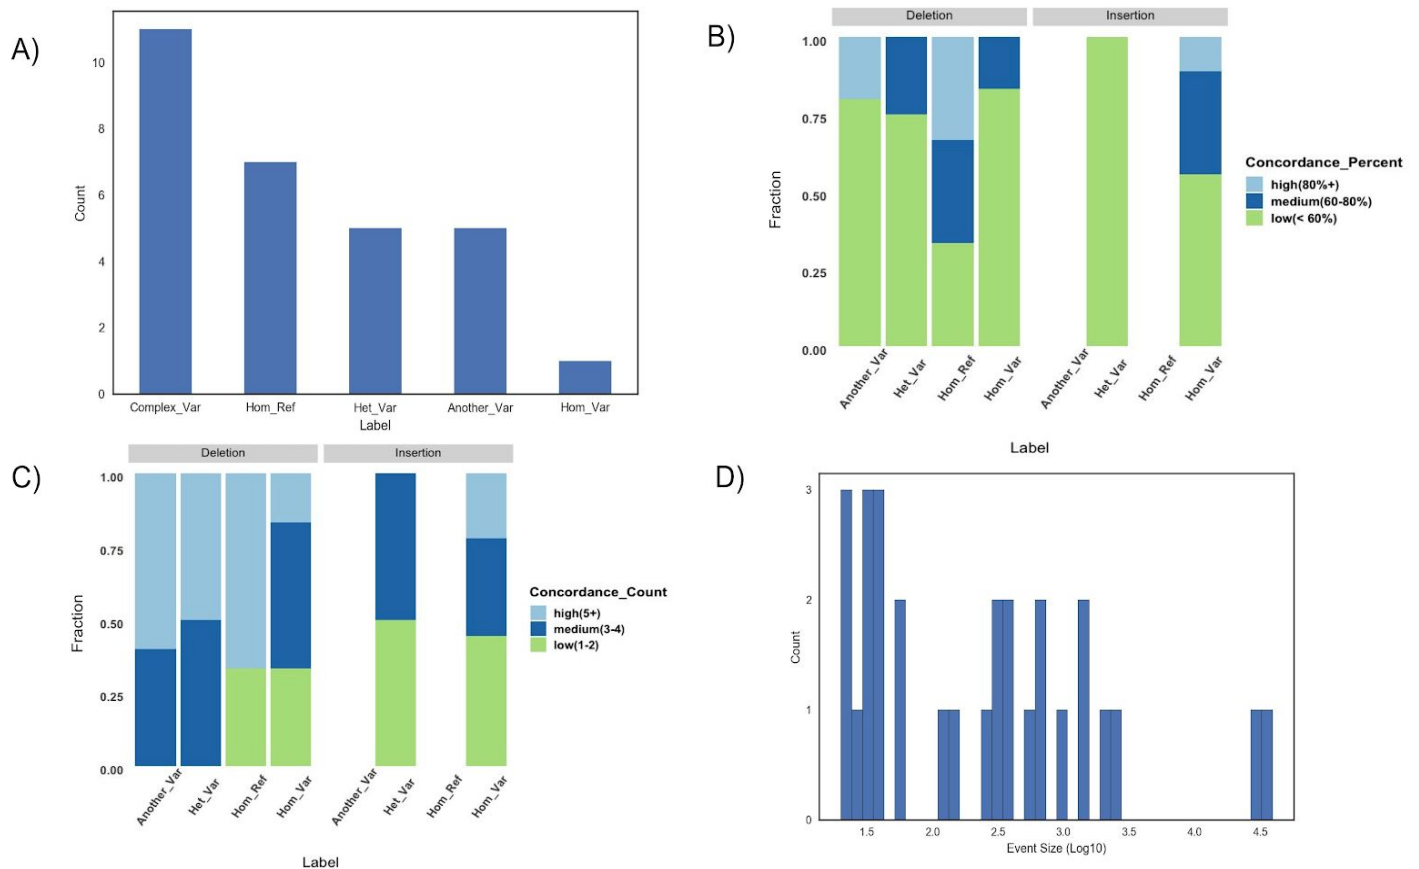 A)
Count
10
8
6
4
2
0
Complex_Var Hom_Ref Het_Var Another_Var Hom_Var
Label
B)
Deletion Insertion
Fraction
1.00
0.75
0.50
0.25
0.00
Another_Var Het_Var Hom_Ref Hom_Var Another_Var Het_Var Hom_Ref Hom_Var
Label
Concordance_Percent
high(80%+)
medium(60-80%)
low(< 60%)
C)
Deletion Insertion
Fraction
1.00
0.75
0.50
0.25
0.00
Another_Var Het_Var Hom_Ref Hom_Var Another_Var Het_Var Hom_Ref Hom_Var
Label
Concordance_Count
high(5+)
medium(3-4)
low(1-2)
D)
Count
3
2
1
0
1.5 2.0 2.5 3.0 3.5 4.0 4.5
Event Size (Log10)